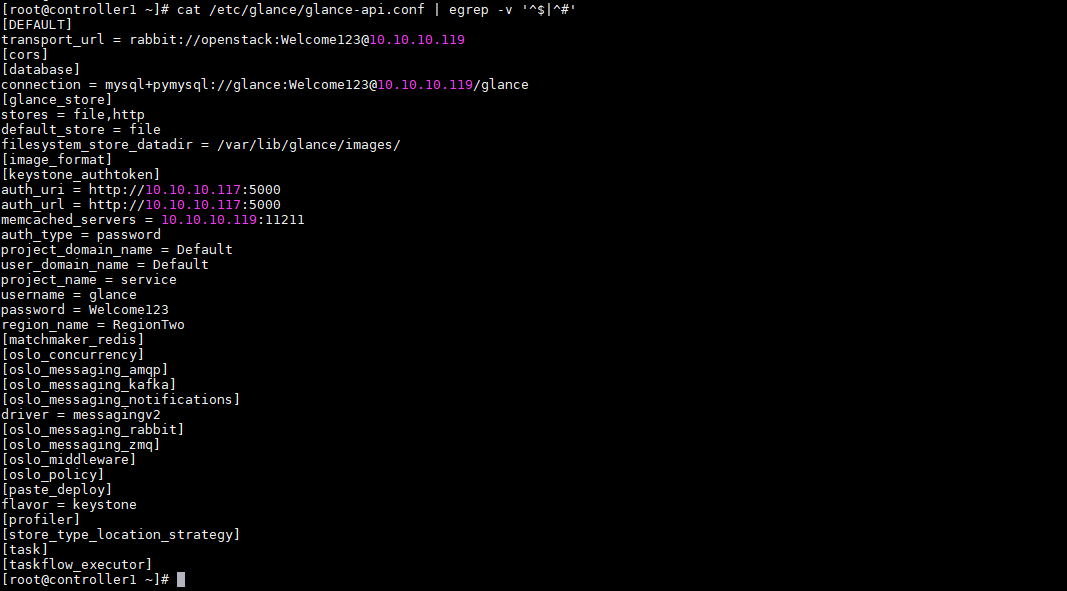 [root@controller1 ~]# cat /etc/glance/glance-api.conf | egrep -v '^$|^#'
[DEFAULT]
transport_url = rabbit://openstack:Welcome123@10.10.10.119
[cors]
[database]
connection = mysql+pymysql://glance:Welcome123@10.10.10.119/glance
[glance_store]
stores = file,http
default_store = file
filesystem_store_datadir = /var/lib/glance/images/
[image_format]
[keystone_authtoken]
auth_uri = http://10.10.10.117:5000
auth_url = http://10.10.10.117:5000
memcached_servers = 10.10.10.119:11211
auth_type = password
project_domain_name = Default
user_domain_name = Default
project_name = service
username = glance
password = Welcome123
region_name = RegionTwo
[matchmaker_redis]
[oslo_concurrency]
[oslo_messaging_amqp]
[oslo_messaging_kafka]
[oslo_messaging_notifications]
driver = messagingv2
[oslo_messaging_rabbit]
[oslo_messaging_zmq]
[oslo_middleware]
[oslo_policy]
[paste_deploy]
flavor = keystone
[profiler]
[store_type_location_strategy]
[task]
[taskflow_executor]
[root@controller1 ~]#